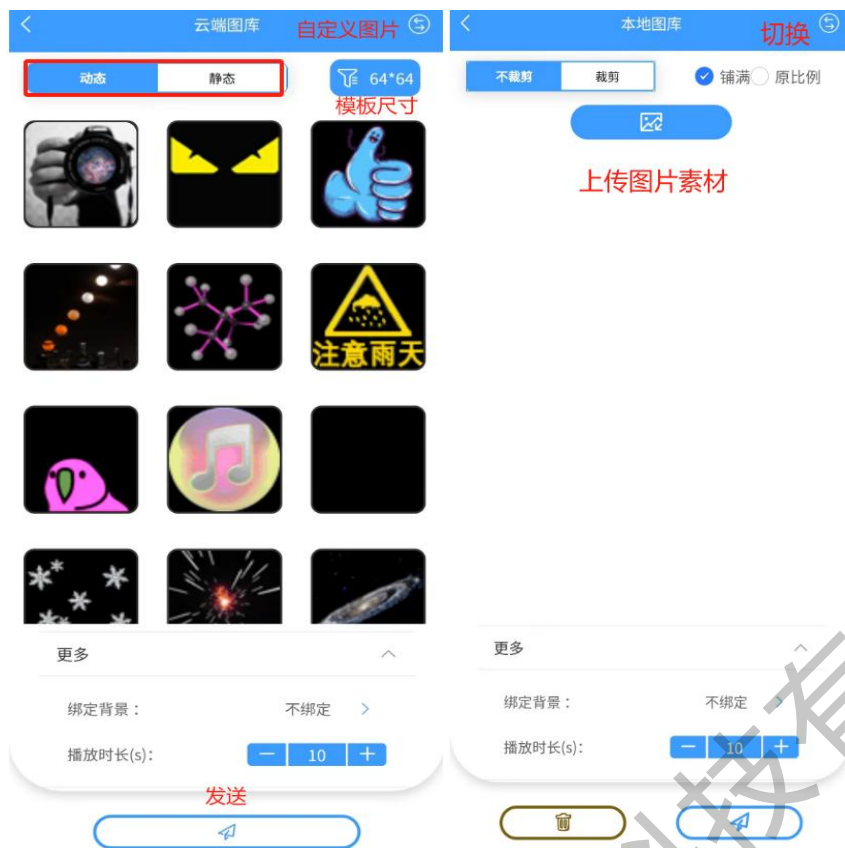 云端图库
自定义图片
动态
静态
64*64
模板尺寸
注意雨天
更多
绑定背景：
不绑定
播放时长(s)：
10
发送
本地图库
切换
不裁剪
裁剪
铺满
原比例
上传图片素材
更多
绑定背景：
不绑定
播放时长(s)：
10
科技有